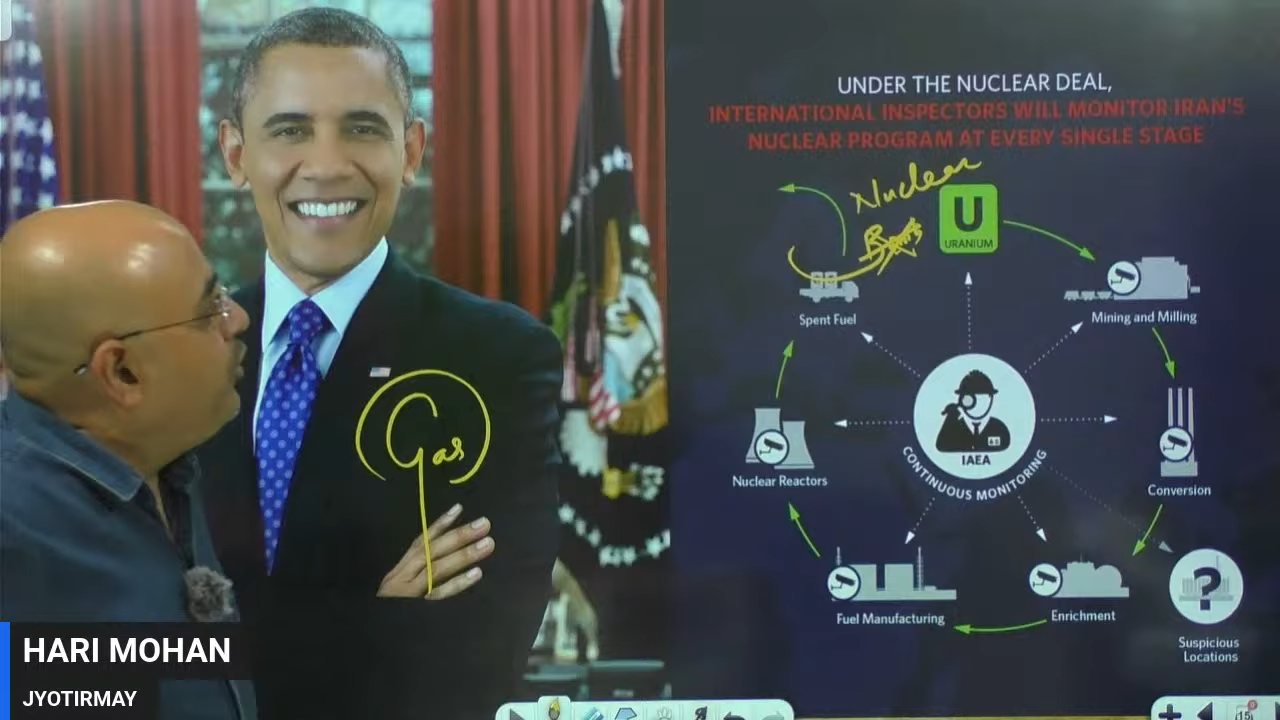 UNDER THE NUCLEAR DEAL,
INTERNATIONAL INSPECTORS WILL MONITOR IRAN'S
NUCLEAR PROGRAM AT EVERY SINGLE STAGE
Nuclear
U
URANIUM
Spent Fuel
Mining and Milling
Gas
IAEA
CONTINUOUS MONITORING
Nuclear Reactors
Conversion
Fuel Manufacturing
Enrichment
?
Suspicious
Locations
HARI MOHAN
JYOTIRMAY
15